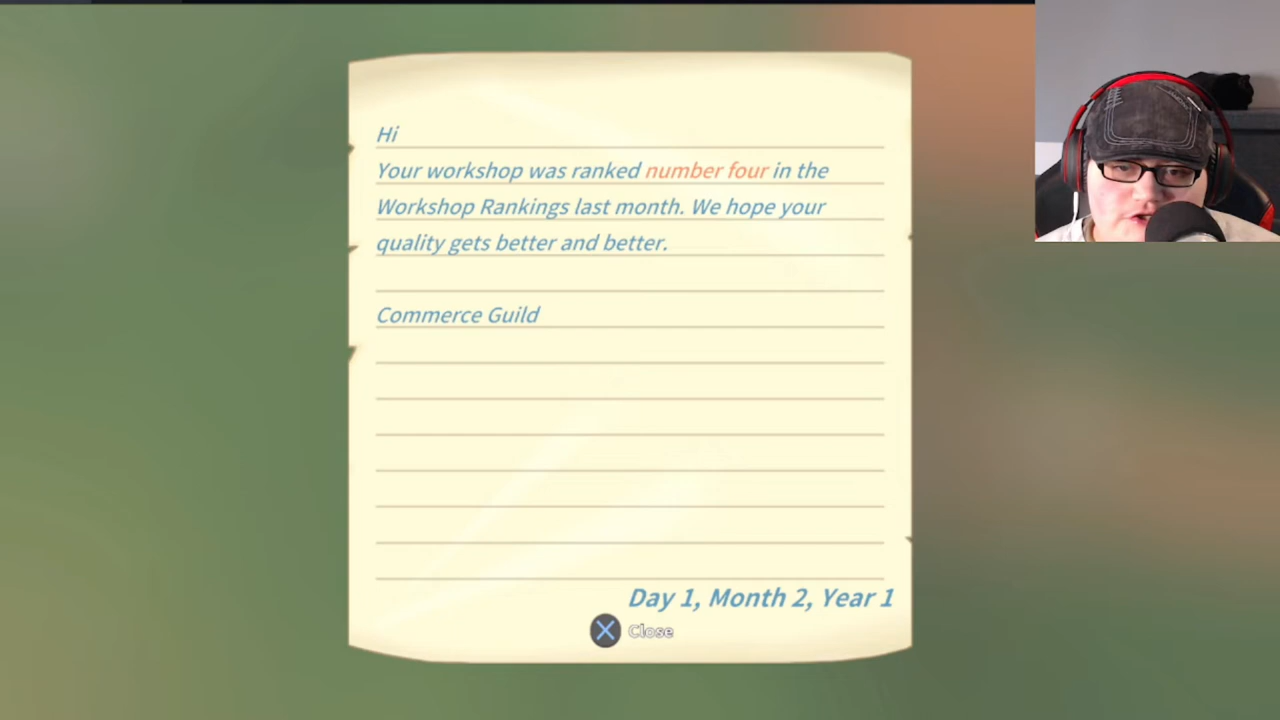 Hi
Your workshop was ranked number four in the
Workshop Rankings last month. We hope your
quality gets better and better.
Commerce Guild
Day 1, Month 2, Year 1
Close